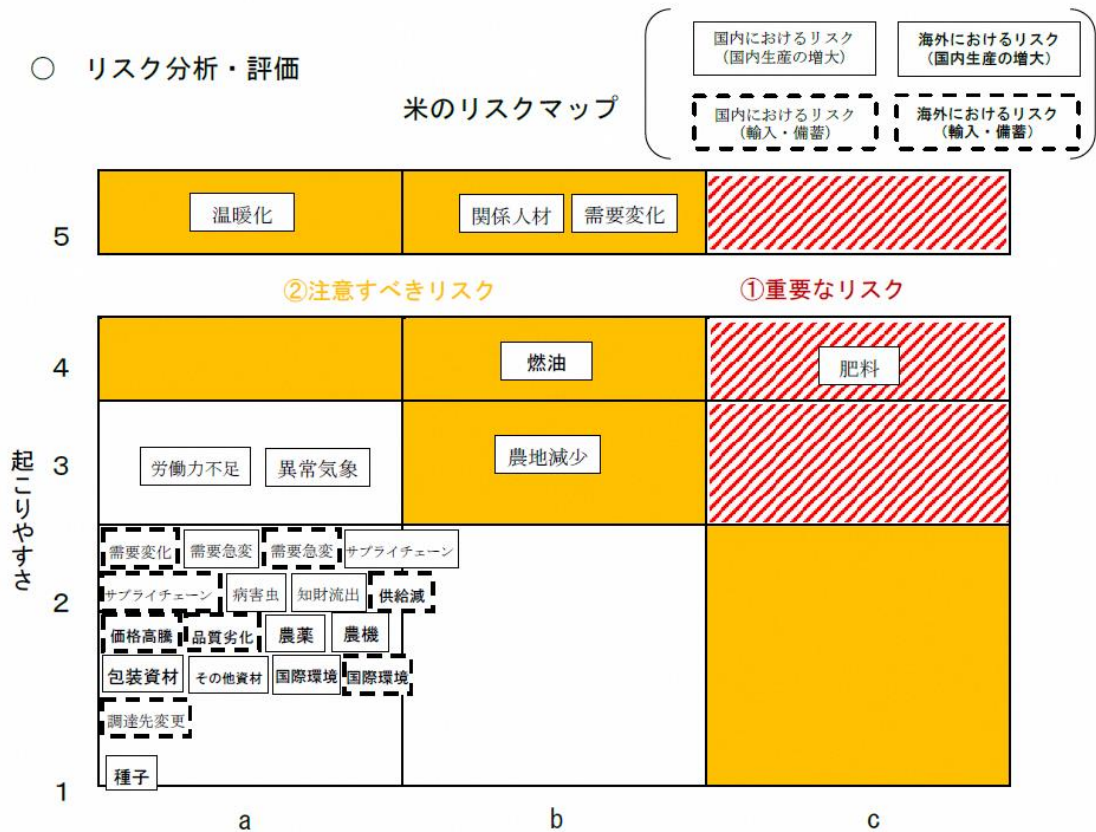 ○ リスク分析・評価
米のリスクマップ
国内におけるリスク
(国内生産の増大)
海外におけるリスク
(国内生産の増大)
国内におけるリスク
(輸入・備蓄)
海外におけるリスク
(輸入・備蓄)
5
温暖化
関係人材
需要変化
②注意すべきリスク
①重要なリスク
4
燃油
肥料
起こりやすさ
3
労働力不足
異常気象
農地減少
2
需要変化
需要急変
需要急変
サプライチェーン
サプライチェーン
病害虫
知財流出
供給減
価格高騰
品質劣化
農薬
農機
包装資材
その他資材
国際環境
国際環境
調達先変更
種子
1
a
b
c